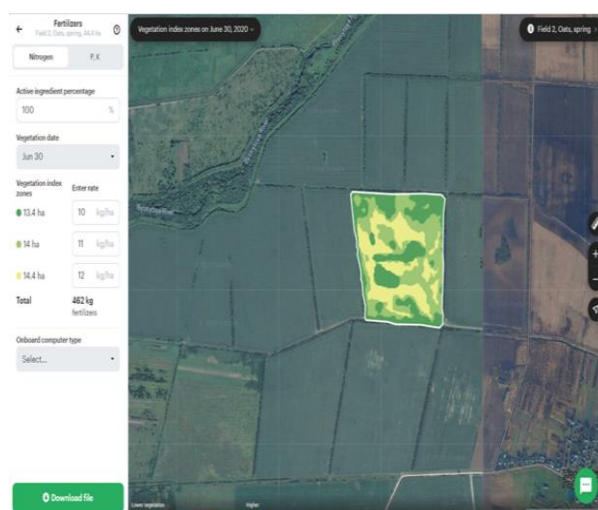 Fertilizers
Field 2, Oats, spring, 44.4 ha
Nitrogen
P, K
Active ingredient percentage
100 %
Vegetation date
Jun 30
Vegetation index zones
Enter rate
13.4 ha
10 kg/ha
14 ha
11 kg/ha
14.4 ha
12 kg/ha
Total
462 kg
fertilizers
Onboard computer type
Select...
Download file
Vegetation index zones on June 30, 2020
Field 2, Oats, spring
Lower vegetation
Higher